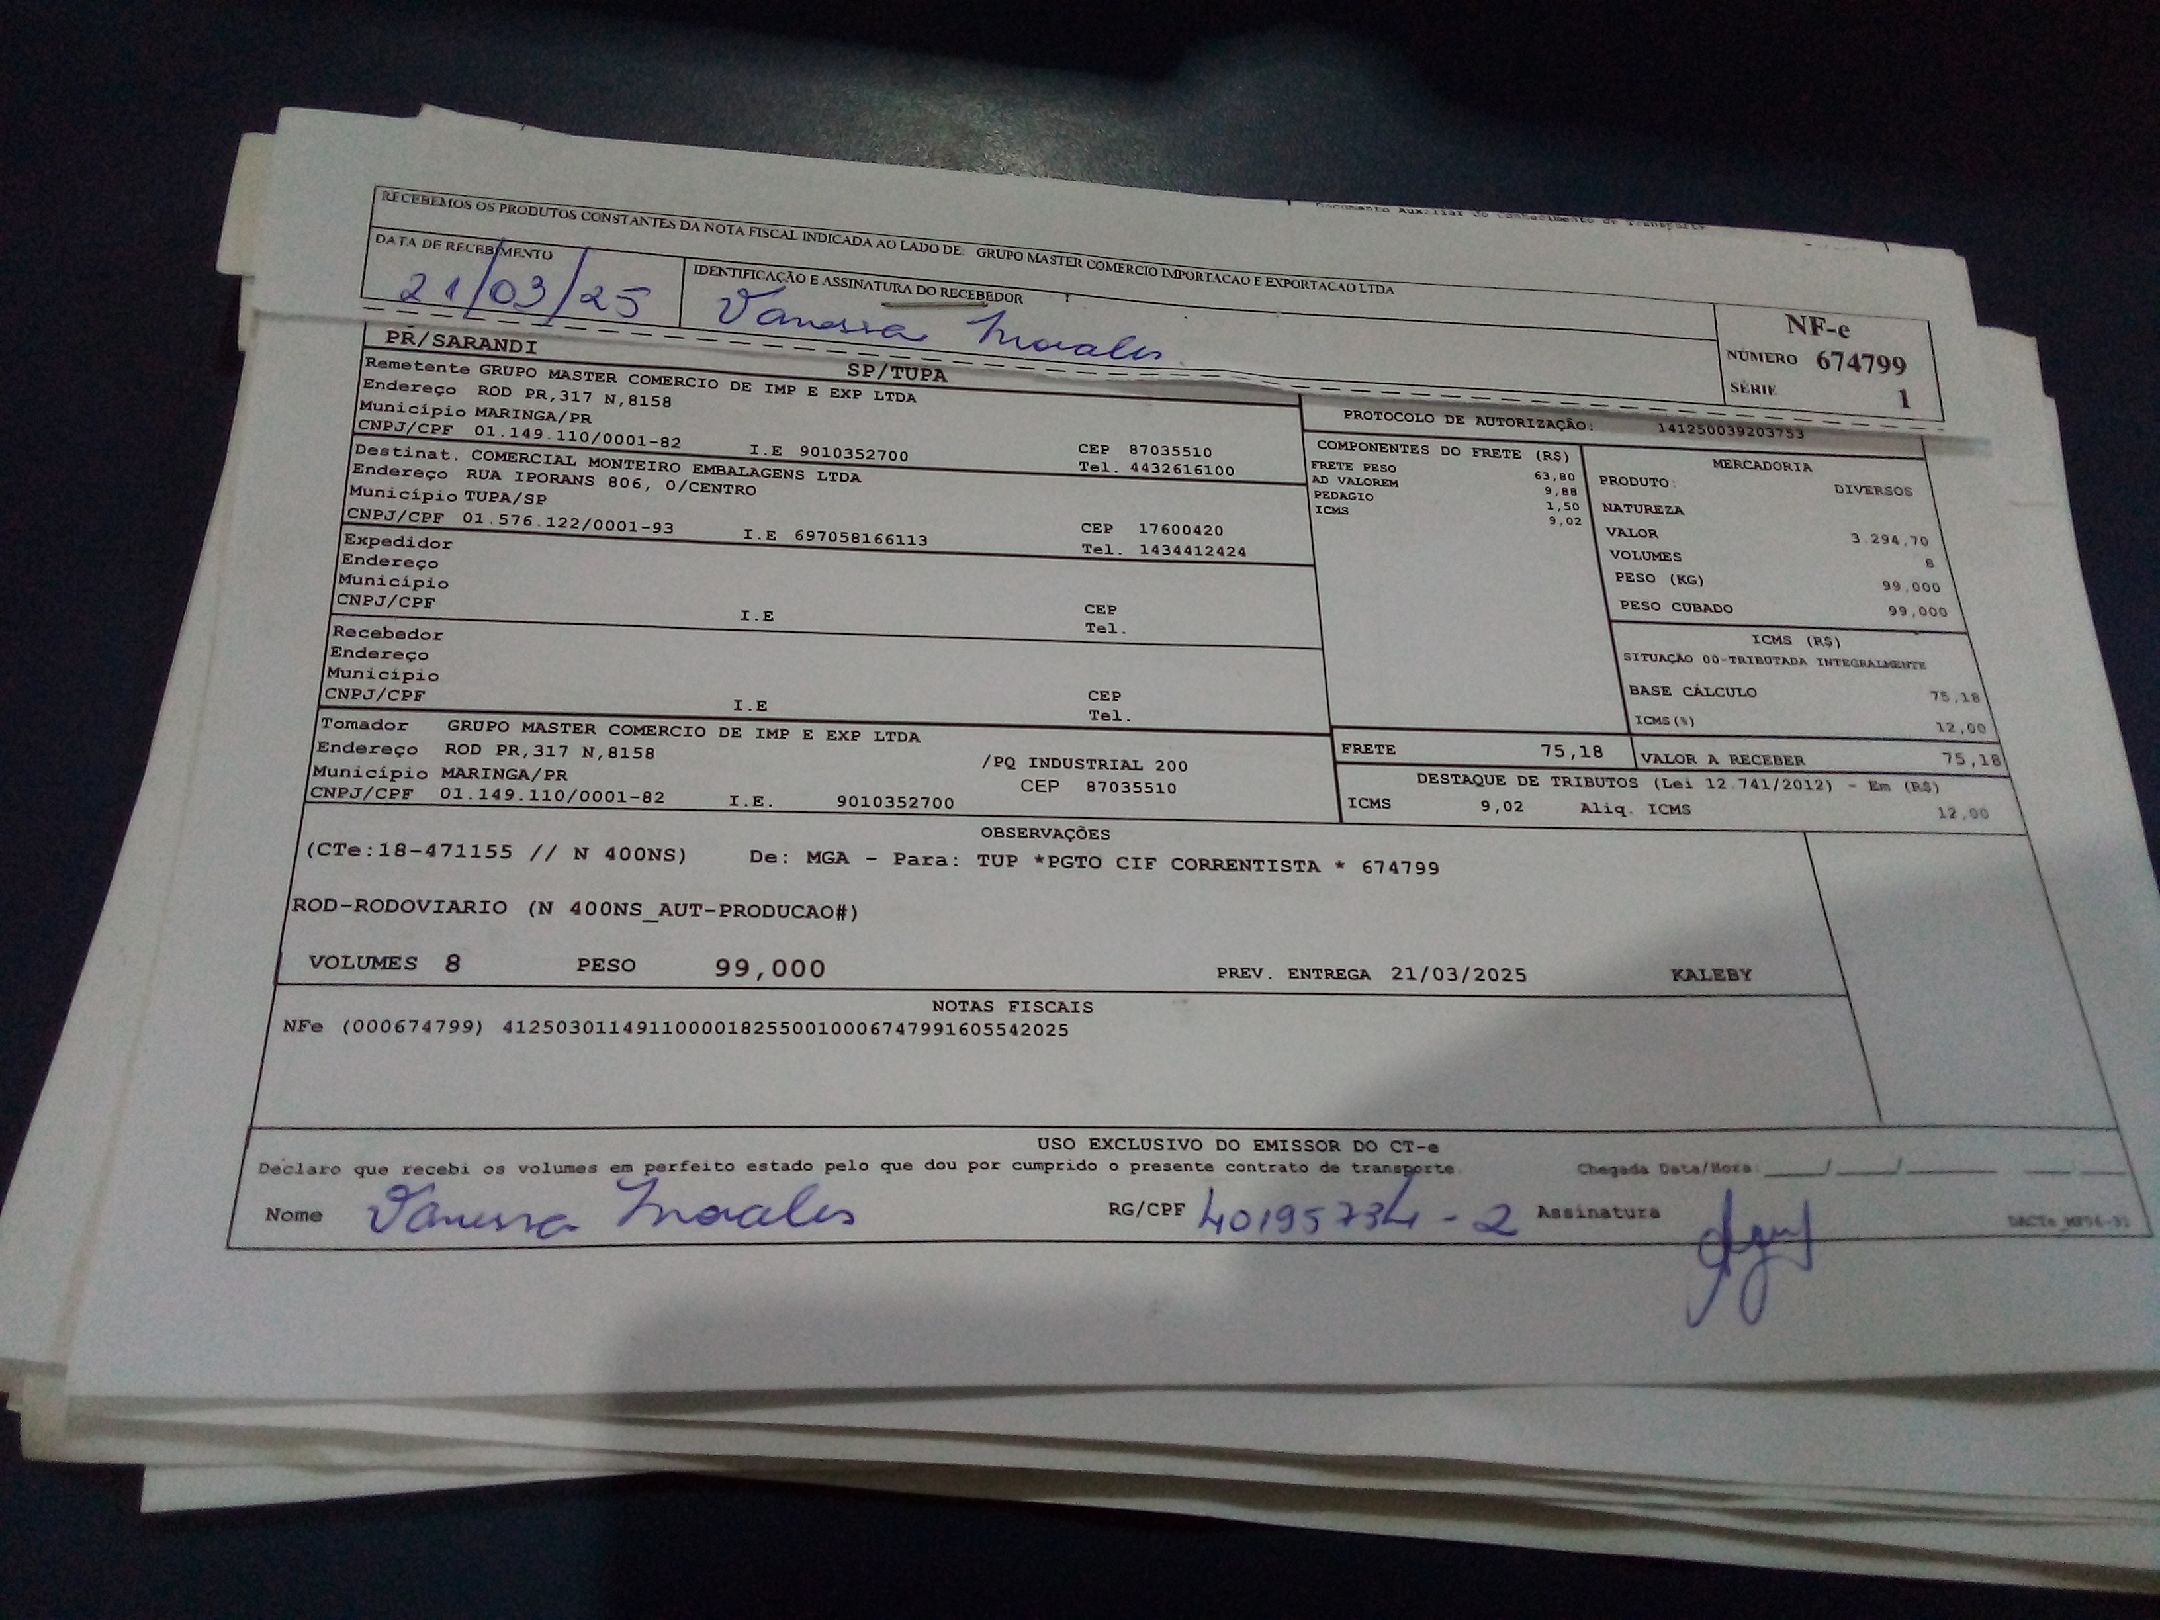 Documento Auxiliar do Conhecimento de Transporte
RECEBEMOS OS PRODUTOS CONSTANTES DA NOTA FISCAL INDICADA AO LADO DE: GRUPO MASTER COMERCIO IMPORTACAO E EXPORTACAO LTDA
DATA DE RECEBIMENTO
21/03/25
IDENTIFICAÇÃO E ASSINATURA DO RECEBEDOR
Vanessa Morales
NF-e
NÚMERO 674799
SÉRIE 1
PR/SARANDI
SP/TUPA
Remetente GRUPO MASTER COMERCIO DE IMP E EXP LTDA
Endereço ROD PR,317 N,8158
Município MARINGA/PR CEP 87035510
CNPJ/CPF 01.149.110/0001-82 I.E 9010352700 Tel. 4432616100
Destinat. COMERCIAL MONTEIRO EMBALAGENS LTDA
Endereço RUA IPORANS 806, 0/CENTRO
Município TUPA/SP CEP 17600420
CNPJ/CPF 01.576.122/0001-93 I.E 697058166113 Tel. 1434412424
Expedidor
Endereço
Município CEP
CNPJ/CPF I.E Tel.
Recebedor
Endereço
Município CEP
CNPJ/CPF I.E Tel.
Tomador GRUPO MASTER COMERCIO DE IMP E EXP LTDA
Endereço ROD PR,317 N,8158 /PQ INDUSTRIAL 200
Município MARINGA/PR CEP 87035510
CNPJ/CPF 01.149.110/0001-82 I.E. 9010352700
PROTOCOLO DE AUTORIZAÇÃO: 141250039203753
COMPONENTES DO FRETE (R$)
FRETE PESO 63,80
AD VALOREM 9,88
PEDAGIO 1,50
ICMS 9,02
MERCADORIA
PRODUTO: DIVERSOS
NATUREZA
VALOR 3.294,70
VOLUMES 8
PESO (KG) 99,000
PESO CUBADO 99,000
ICMS (R$)
SITUAÇÃO 00-TRIBUTADA INTEGRALMENTE
BASE CÁLCULO 75,18
ICMS(%) 12,00
FRETE 75,18 VALOR A RECEBER 75,18
DESTAQUE DE TRIBUTOS (Lei 12.741/2012) - Em (R$)
ICMS 9,02 Aliq. ICMS 12,00
OBSERVAÇÕES
(CTe:18-471155 // N 400NS) De: MGA - Para: TUP *PGTO CIF CORRENTISTA * 674799
ROD-RODOVIARIO (N 400NS_AUT-PRODUCAO#)
VOLUMES 8 PESO 99,000 PREV. ENTREGA 21/03/2025 KALEBY
NOTAS FISCAIS
NFe (000674799) 41250301149110000182550010006747991605542025
USO EXCLUSIVO DO EMISSOR DO CT-e
Declaro que recebi os volumes em perfeito estado pelo que dou por cumprido o presente contrato de transporte. Chegada Data/Hora: ____/____/______
Nome Vanessa Morales RG/CPF 40195734-2 Assinatura